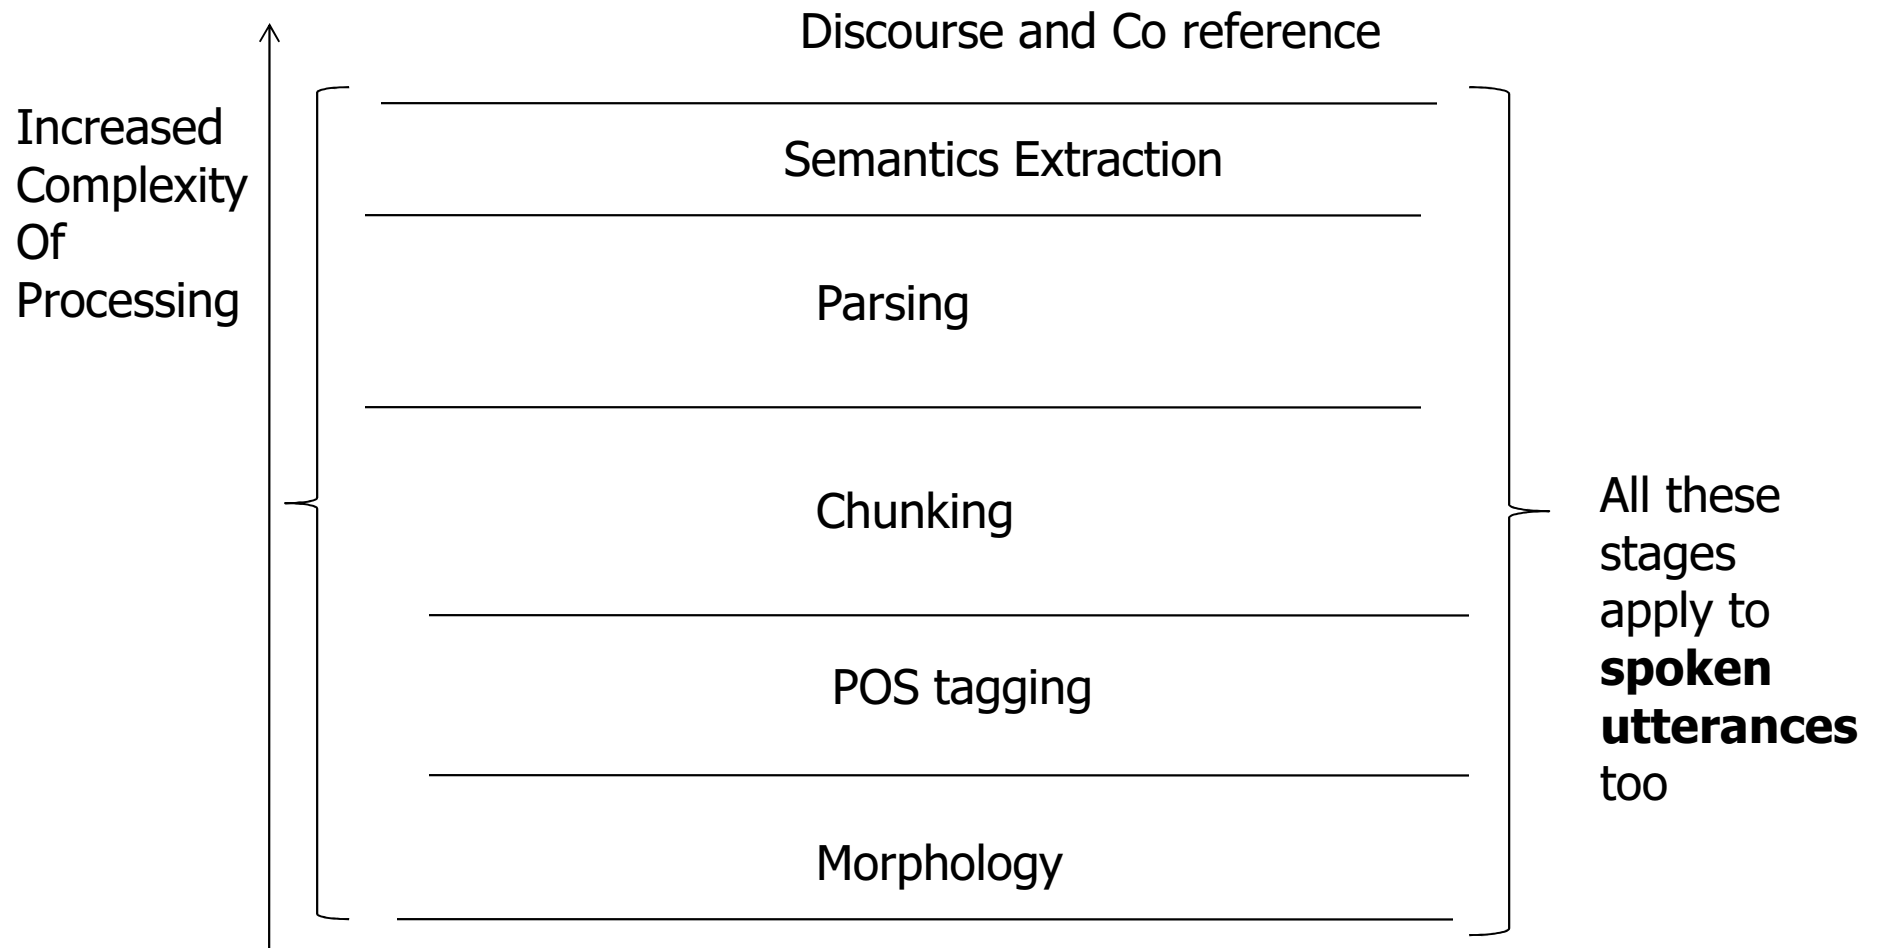 Discourse and Co reference
Increased
Complexity
Of
Processing
Semantics Extraction
Parsing
Chunking
POS tagging
Morphology
All these
stages
apply to
spoken
utterances
too